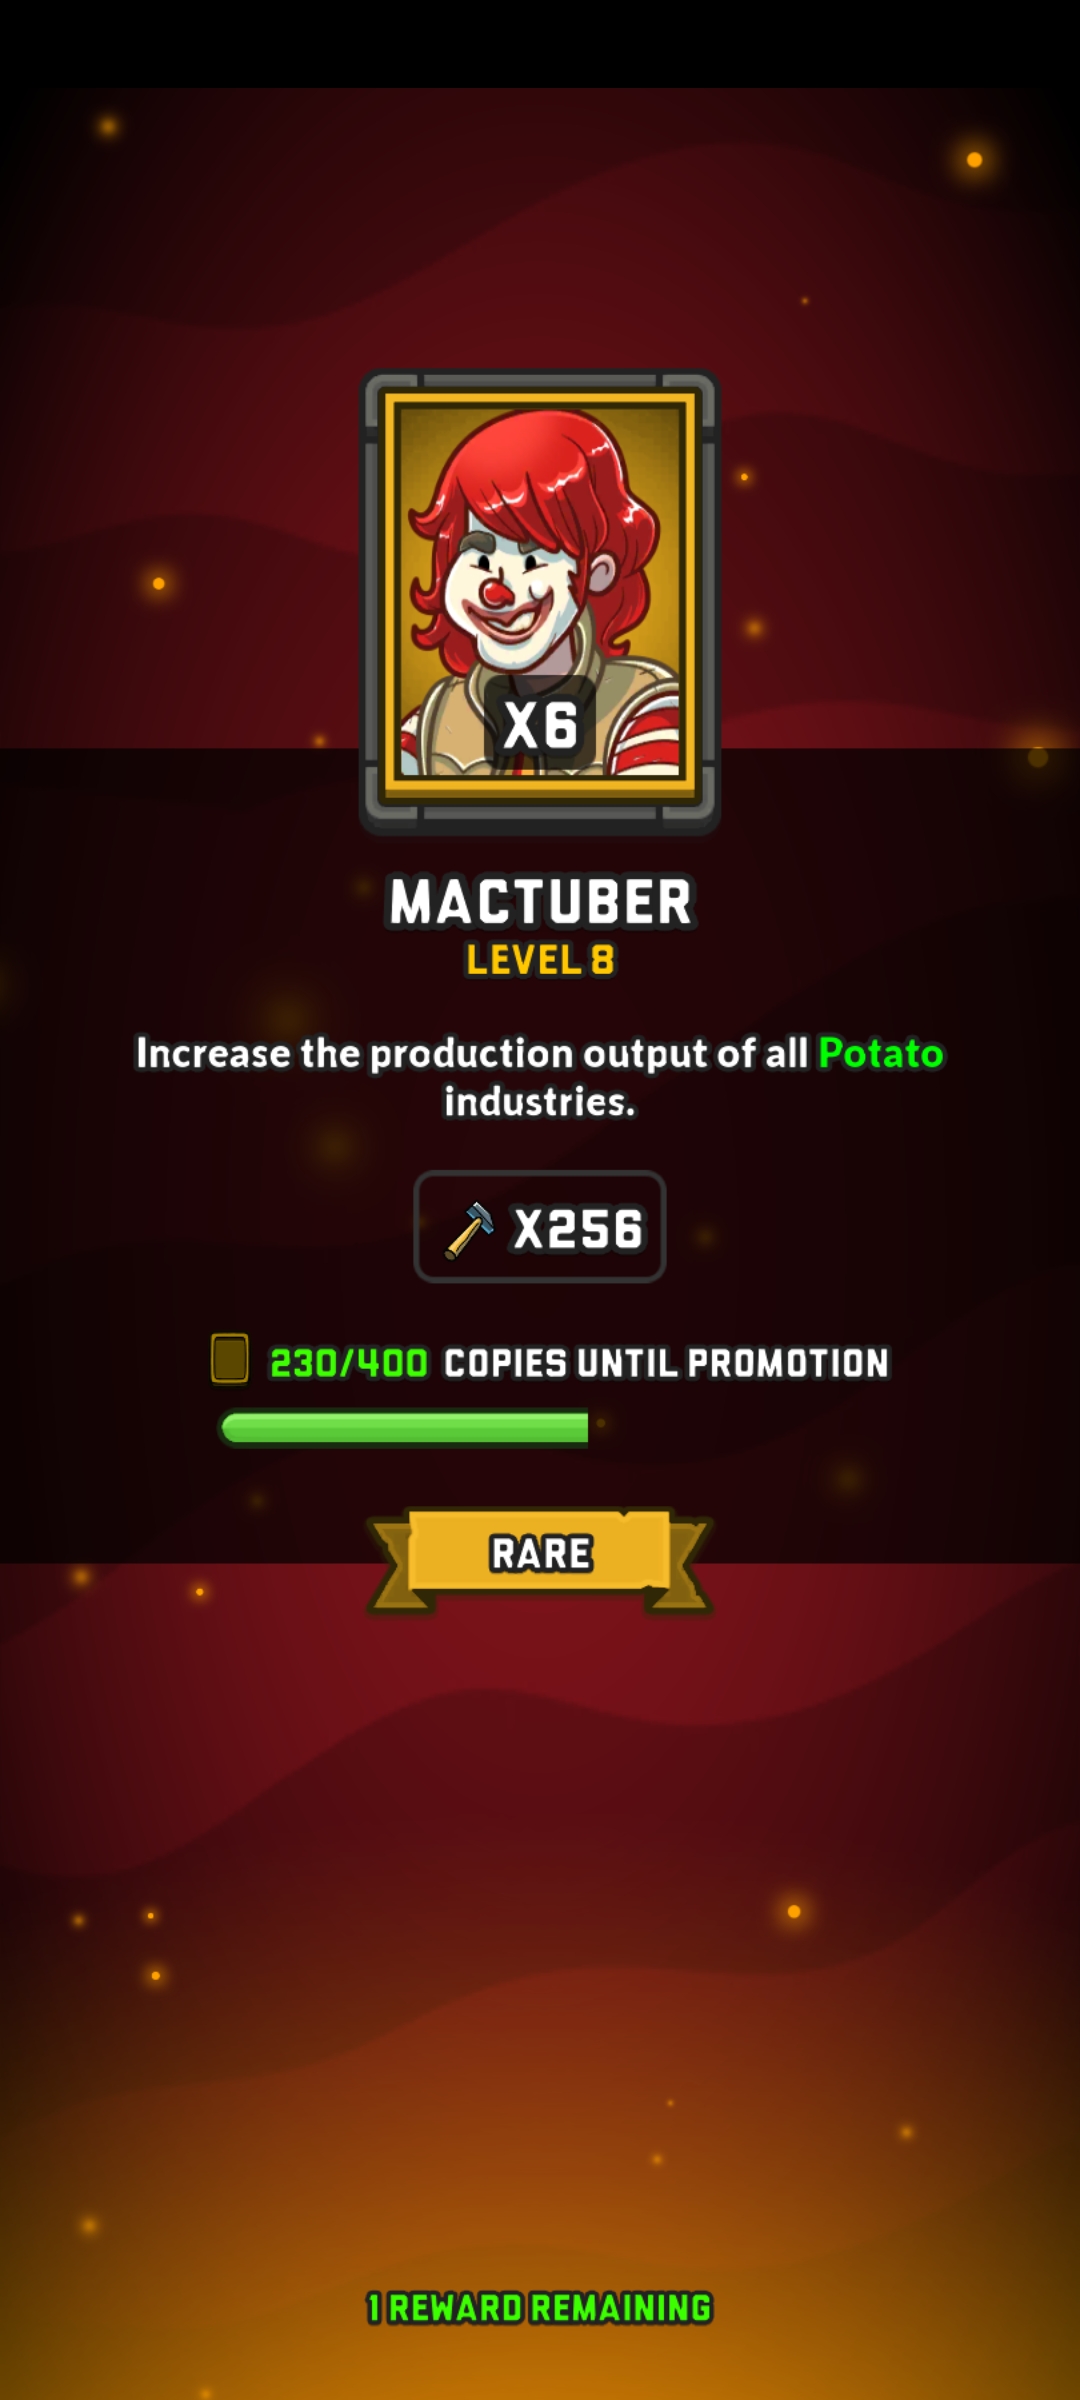 X6
MACTUBER
LEVEL 8
Increase the production output of all Potato
industries.
X256
230/400 COPIES UNTIL PROMOTION
RARE
1 REWARD REMAINING